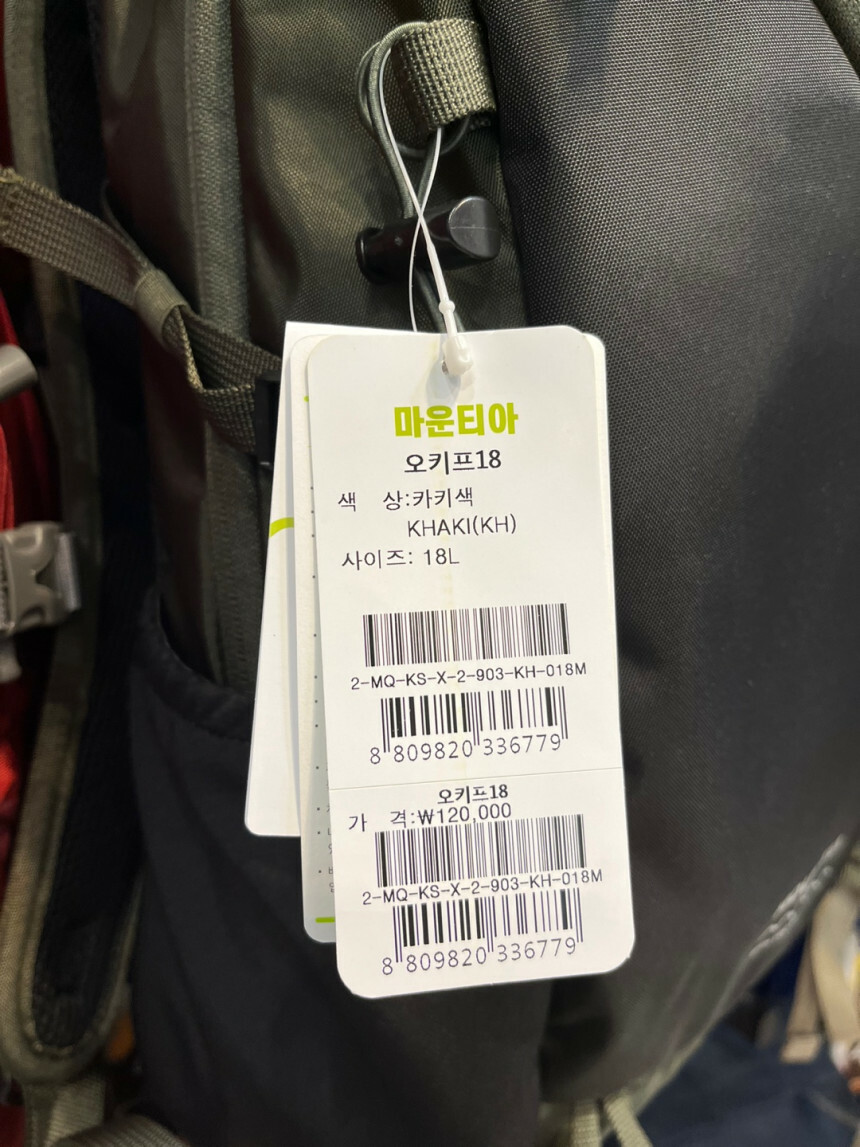 마운티아
오키프18
색 상:카키색
KHAKI(KH)
사이즈: 18L
2-MQ-KS-X-2-903-KH-018M
8 809820 336779
오키프18
가 격:₩120,000
2-MQ-KS-X-2-903-KH-018M
8 809820 336779